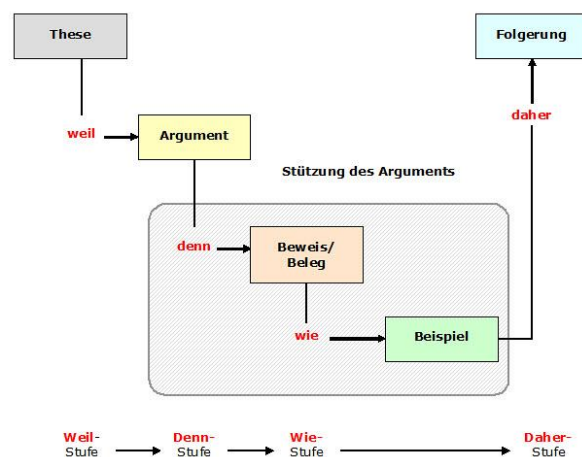 These
Folgerung
weil
Argument
daher
Stützung des Arguments
denn
Beweis/
Beleg
wie
Beispiel
Weil-
Stufe
Denn-
Stufe
Wie-
Stufe
Daher-
Stufe